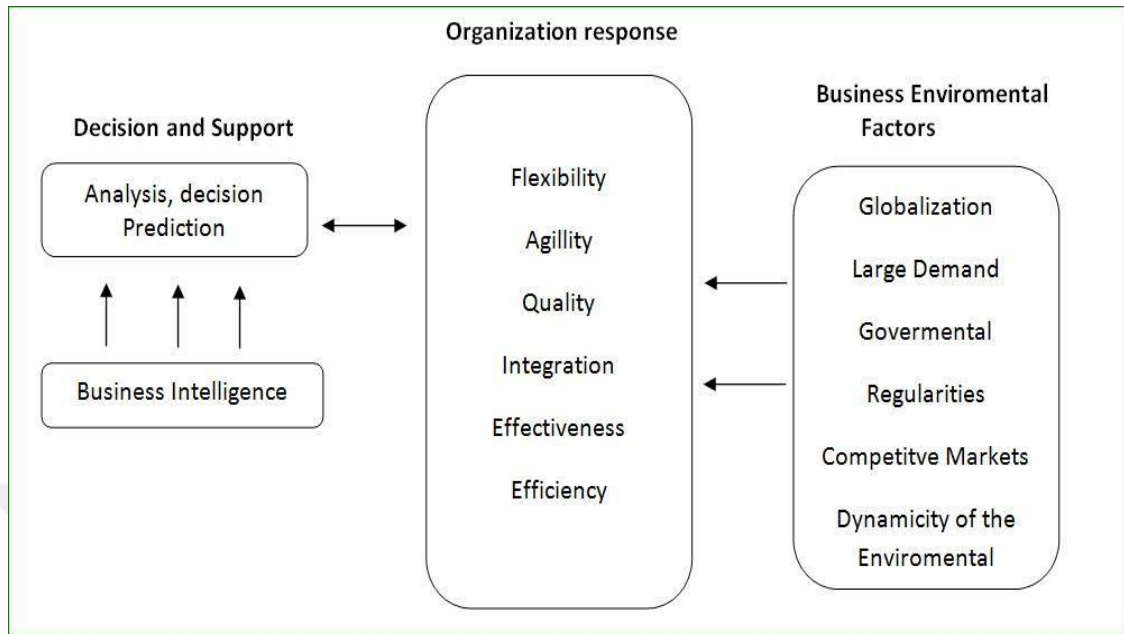 Organization response
Decision and Support
Analysis, decision
Prediction
Business Intelligence
Flexibility
Agillity
Quality
Integration
Effectiveness
Efficiency
Business Enviromental
Factors
Globalization
Large Demand
Govermental
Regularities
Competitve Markets
Dynamicity of the
Enviromental